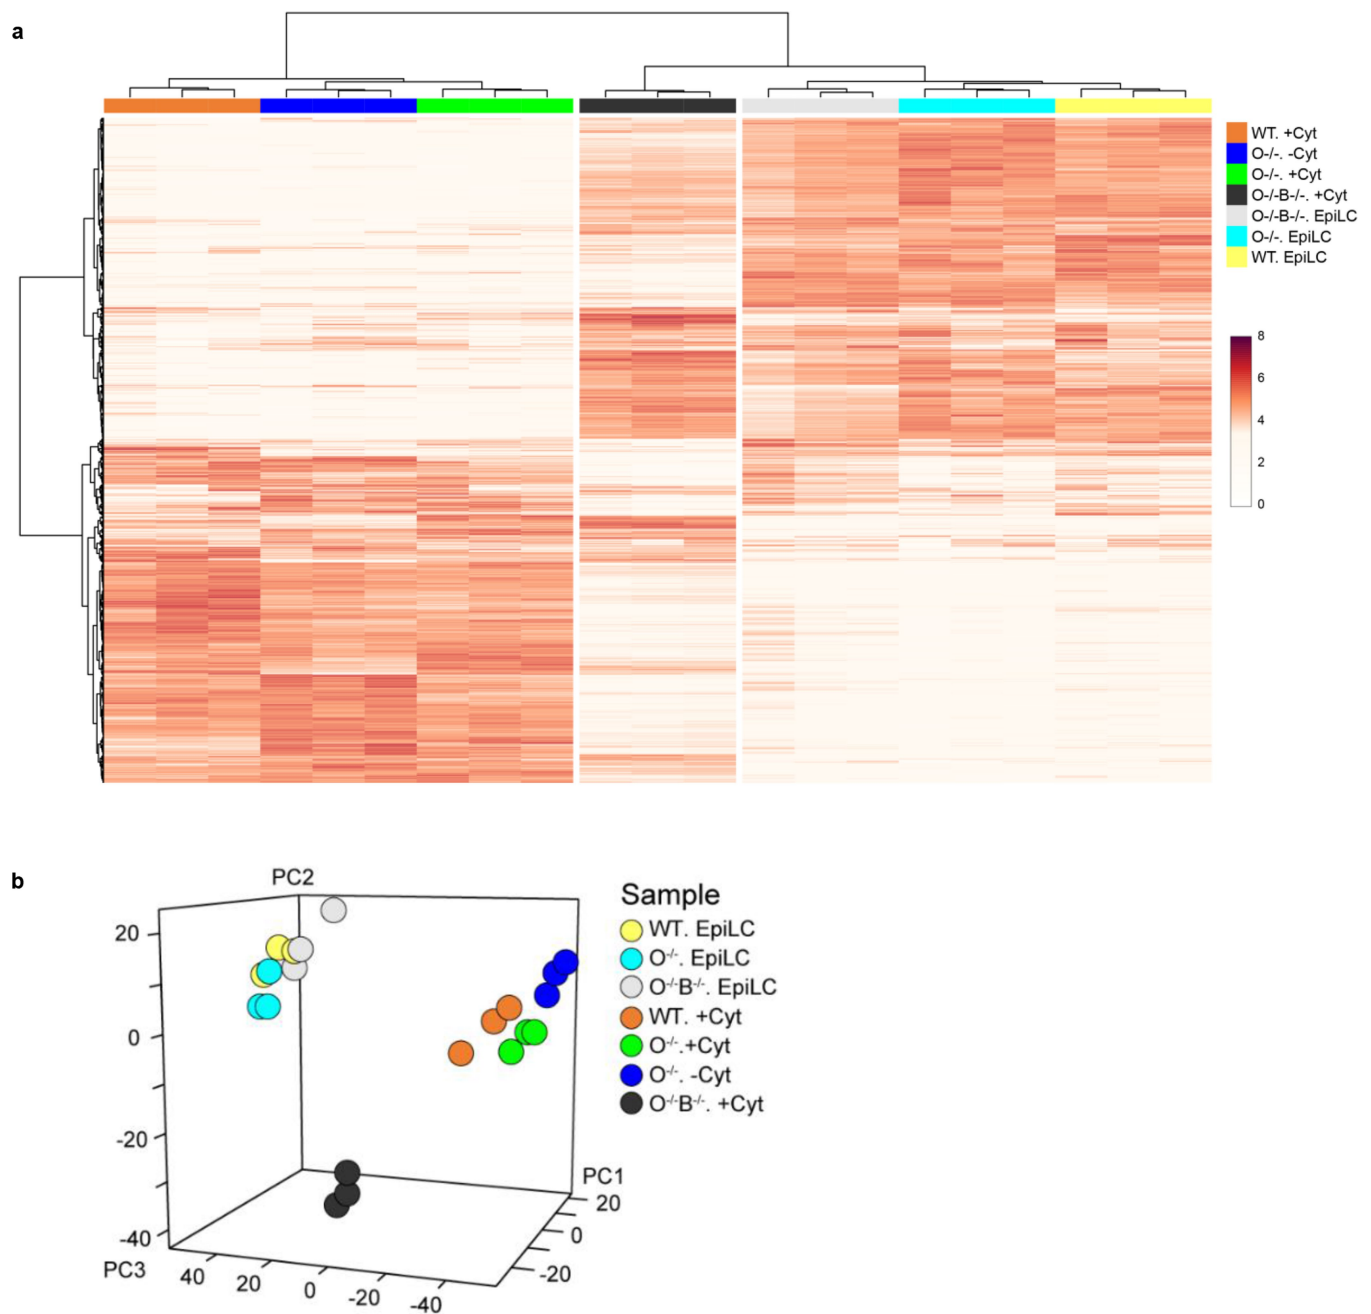 a
WT. +Cyt
O-/-. -Cyt
O-/-. +Cyt
O-/-B-/-. +Cyt
O-/-B-/-. EpiLC
O-/-. EpiLC
WT. EpiLC
8
6
4
2
0
b
PC2
20
0
-20
-40
PC3
40
20
0
-20
-40
PC1
20
0
-20
Sample
WT. EpiLC
O-/-. EpiLC
O-/-B-/-. EpiLC
WT. +Cyt
O-/-.+Cyt
O-/-. -Cyt
O-/-B-/-. +Cyt